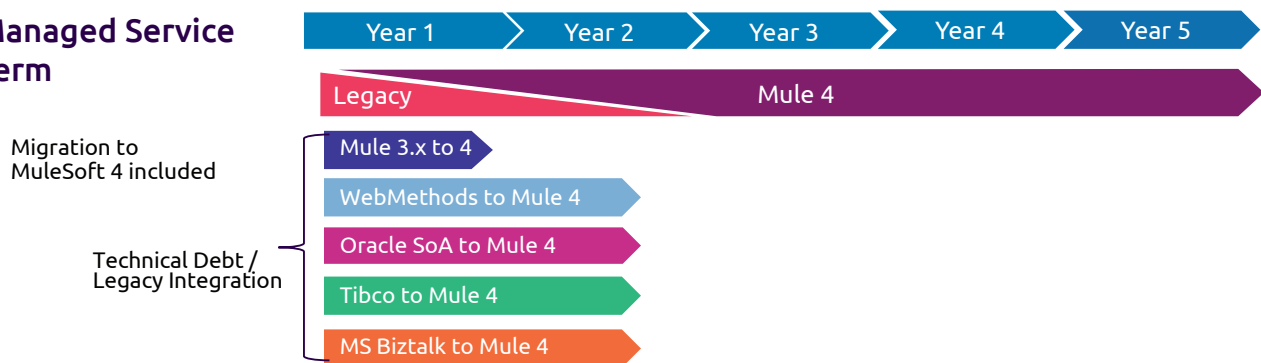 Managed Service
Term
Year 1
Year 2
Year 3
Year 4
Year 5
Legacy
Mule 4
Migration to
MuleSoft 4 included
Mule 3.x to 4
WebMethods to Mule 4
Oracle SoA to Mule 4
Technical Debt /
Legacy Integration
Tibco to Mule 4
MS Biztalk to Mule 4